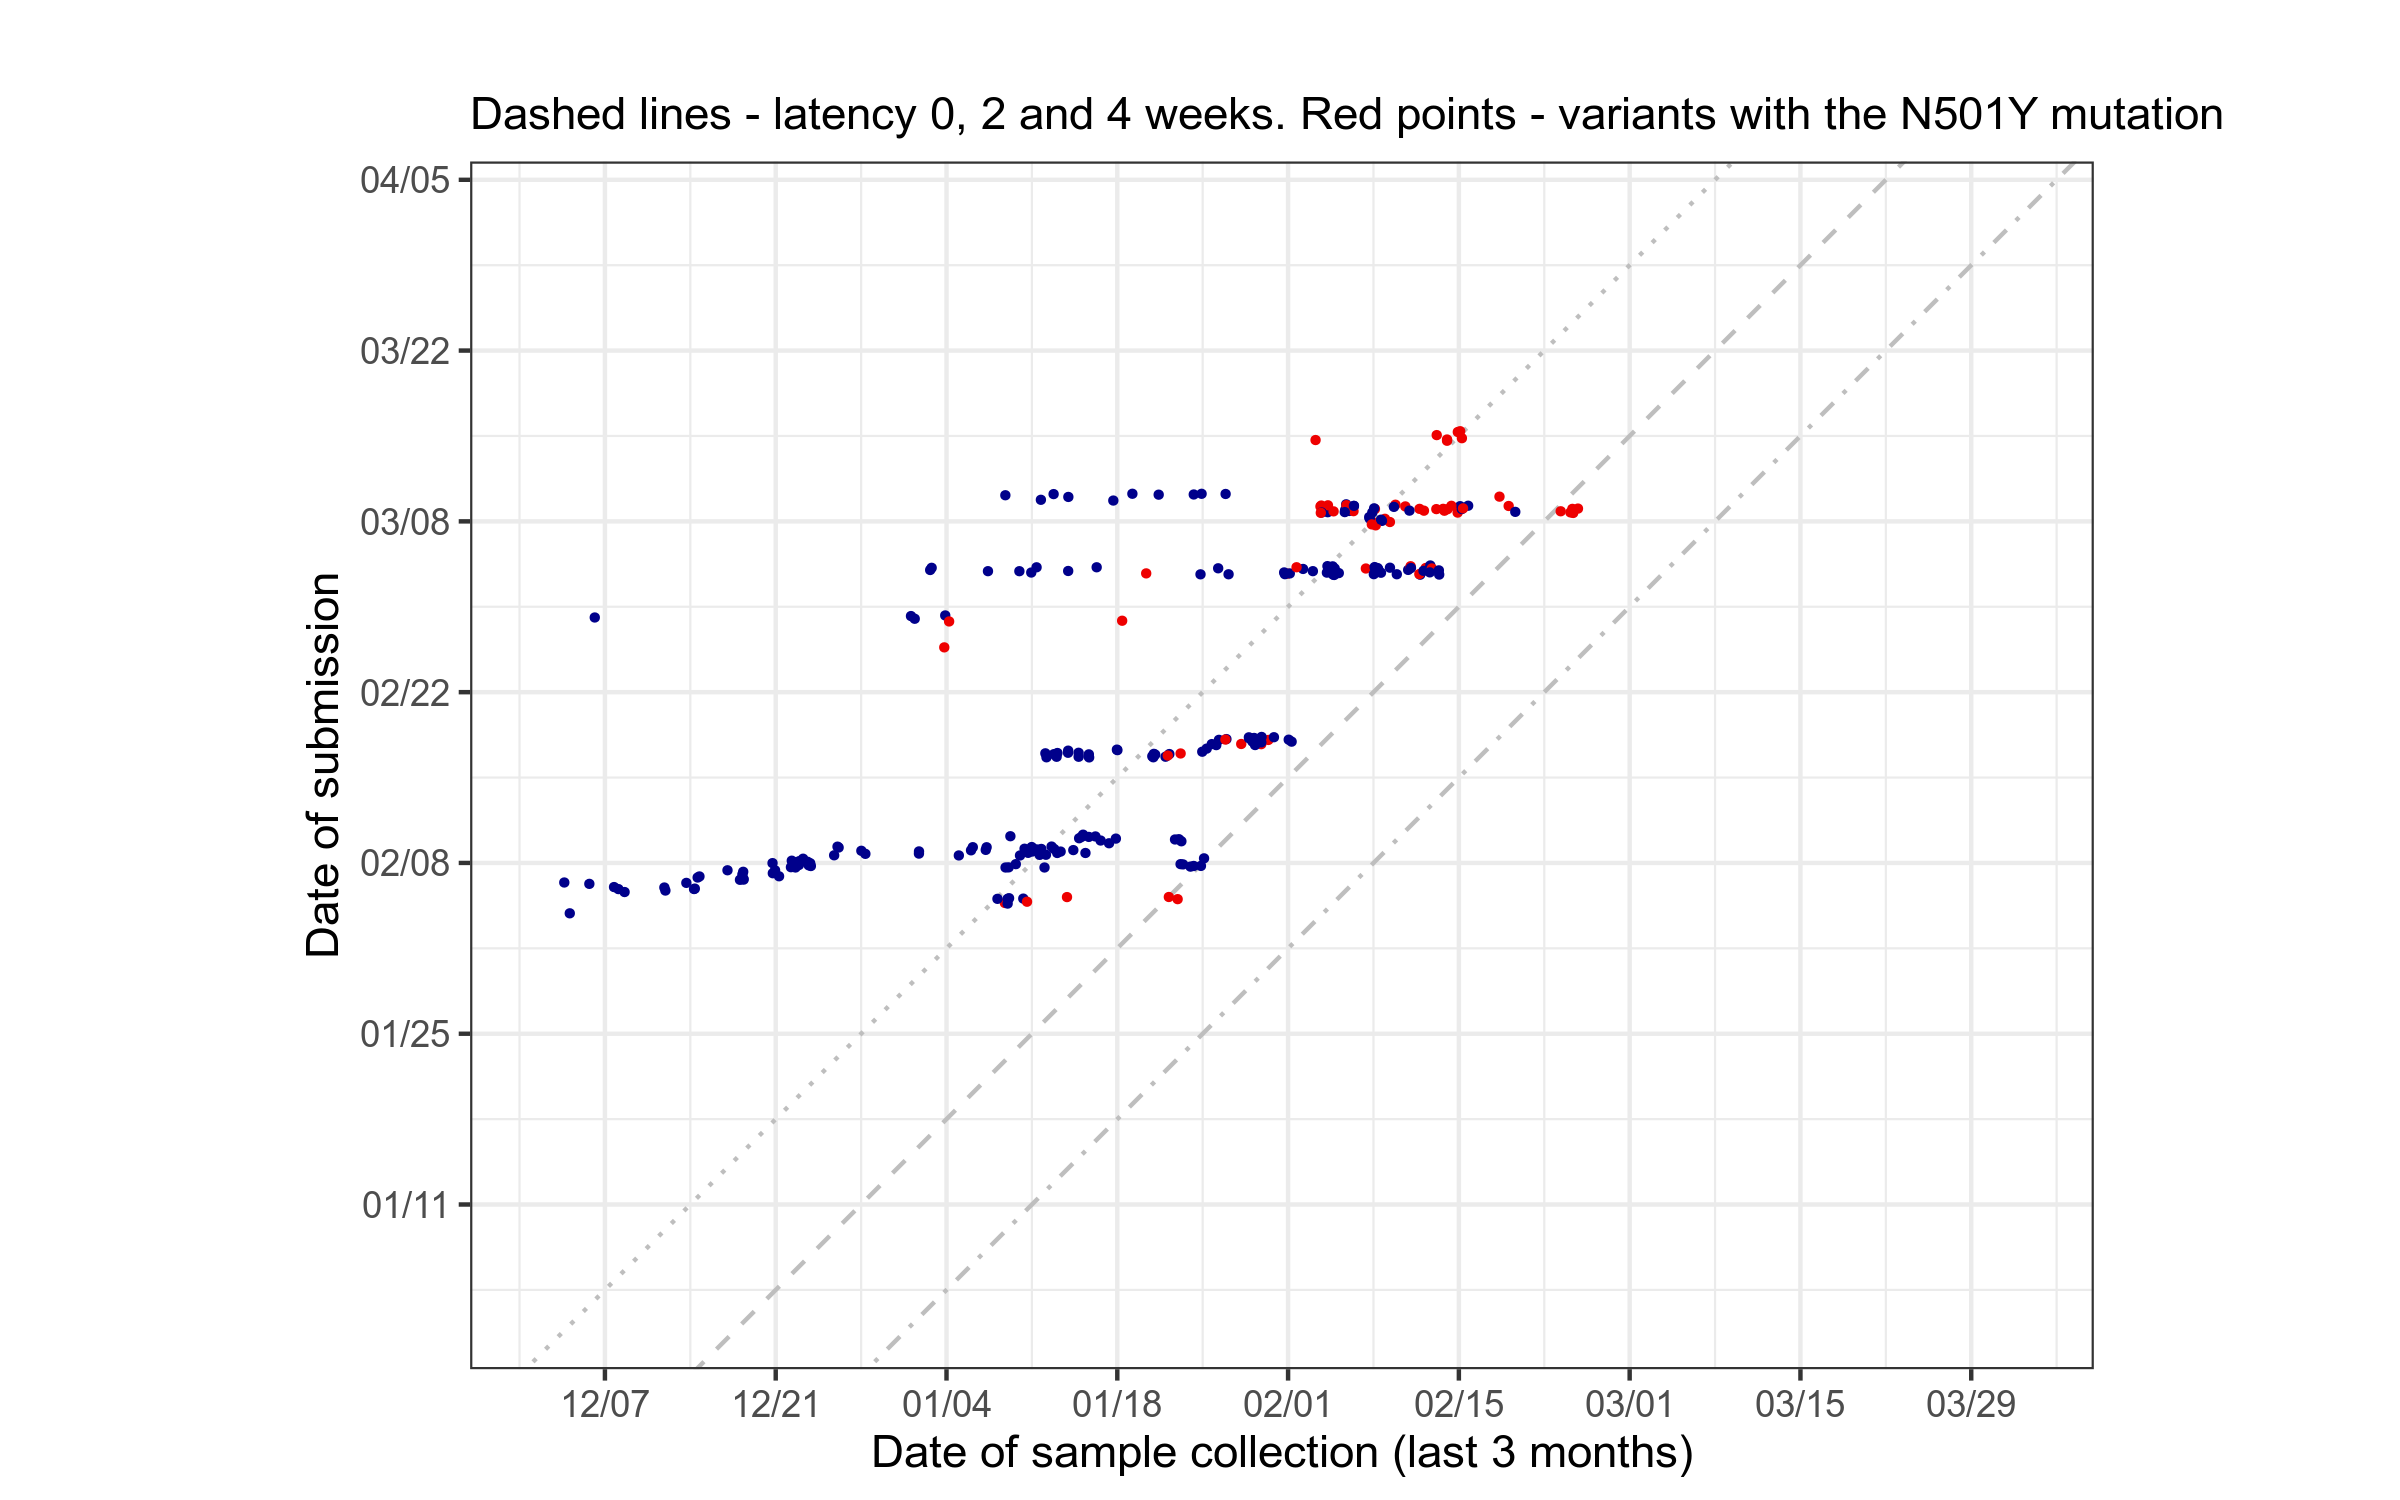 Dashed lines - latency 0, 2 and 4 weeks. Red points - variants with the N501Y mutation
04/05
03/22
03/08
02/22
02/08
01/25
01/11
Date of submission
12/07 12/21 01/04 01/18 02/01 02/15 03/01 03/15 03/29
Date of sample collection (last 3 months)